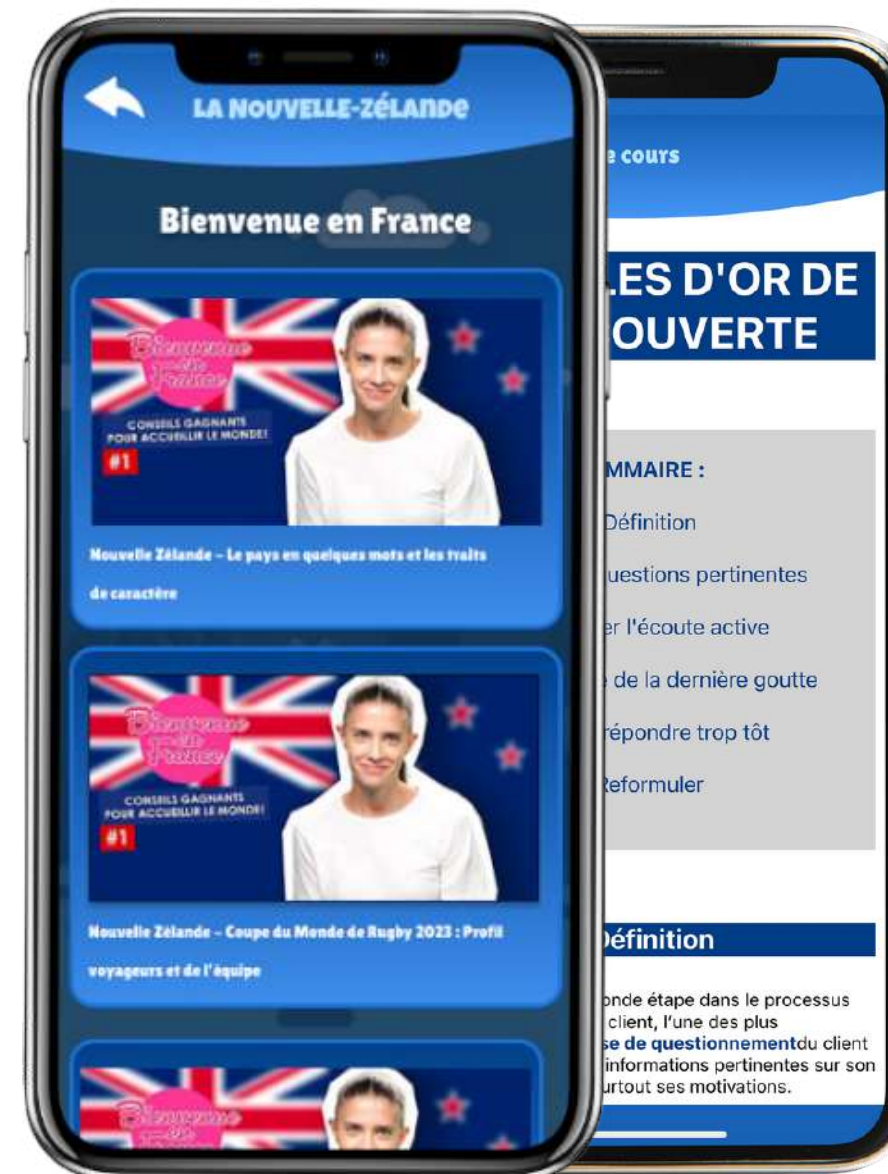 LA NOUVELLE-ZÉLANDE
Bienvenue en France
Bienvenue
en
France
CONSEILS GAGNANTS
POUR ACCUEILLIR LE MONDE!
#1
Nouvelle Zélande – Le pays en quelques mots et les traits
de caractère
Bienvenue
en
France
CONSEILS GAGNANTS
POUR ACCUEILLIR LE MONDE!
#1
Nouvelle Zélande – Coupe du Monde de Rugby 2023 : Profil
voyageurs et de l'équipe
Bienvenue
cours
D'OR DE
OUVERTE
MMAIRE :
Définition
uestions pertinentes
er l'écoute active
de la dernière goutte
répondre trop tôt
Reformuler
Définition
onde étape dans le processus
client, l'une des plus
se de questionnementdu client
informations pertinentes sur son
urtout ses motivations.